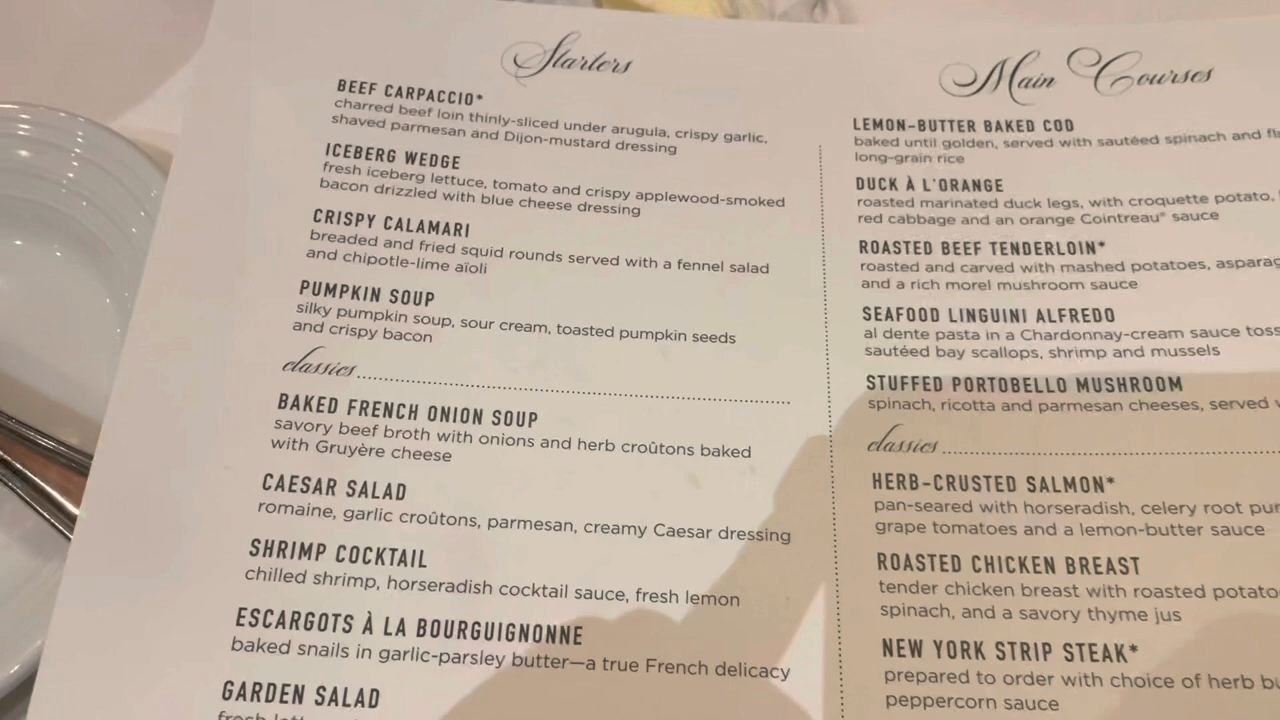 Starters
BEEF CARPACCIO*
charred beef loin thinly-sliced under arugula, crispy garlic,
shaved parmesan and Dijon-mustard dressing
ICEBERG WEDGE
fresh iceberg lettuce, tomato and crispy applewood-smoked
bacon drizzled with blue cheese dressing
CRISPY CALAMARI
breaded and fried squid rounds served with a fennel salad
and chipotle-lime aïoli
PUMPKIN SOUP
silky pumpkin soup, sour cream, toasted pumpkin seeds
and crispy bacon
classics
BAKED FRENCH ONION SOUP
savory beef broth with onions and herb croûtons baked
with Gruyère cheese
CAESAR SALAD
romaine, garlic croûtons, parmesan, creamy Caesar dressing
SHRIMP COCKTAIL
chilled shrimp, horseradish cocktail sauce, fresh lemon
ESCARGOTS À LA BOURGUIGNONNE
baked snails in garlic-parsley butter—a true French delicacy
GARDEN SALAD
Main Courses
LEMON-BUTTER BAKED COD
baked until golden, served with sautéed spinach and
long-grain rice
DUCK À L'ORANGE
roasted marinated duck legs, with croquette potato,
red cabbage and an orange Cointreau® sauce
ROASTED BEEF TENDERLOIN*
roasted and carved with mashed potatoes,
and a rich morel mushroom sauce
SEAFOOD LINGUINI ALFREDO
al dente pasta in a Chardonnay-cream sauce
sautéed bay scallops, shrimp and mussels
STUFFED PORTOBELLO MUSHROOM
spinach, ricotta and parmesan cheeses, served
classics
HERB-CRUSTED SALMON*
pan-seared with horseradish, celery root
grape tomatoes and a lemon-butter sauce
ROASTED CHICKEN BREAST
tender chicken breast with roasted
spinach, and a savory thyme jus
NEW YORK STRIP STEAK*
prepared to order with choice of herb
peppercorn sauce